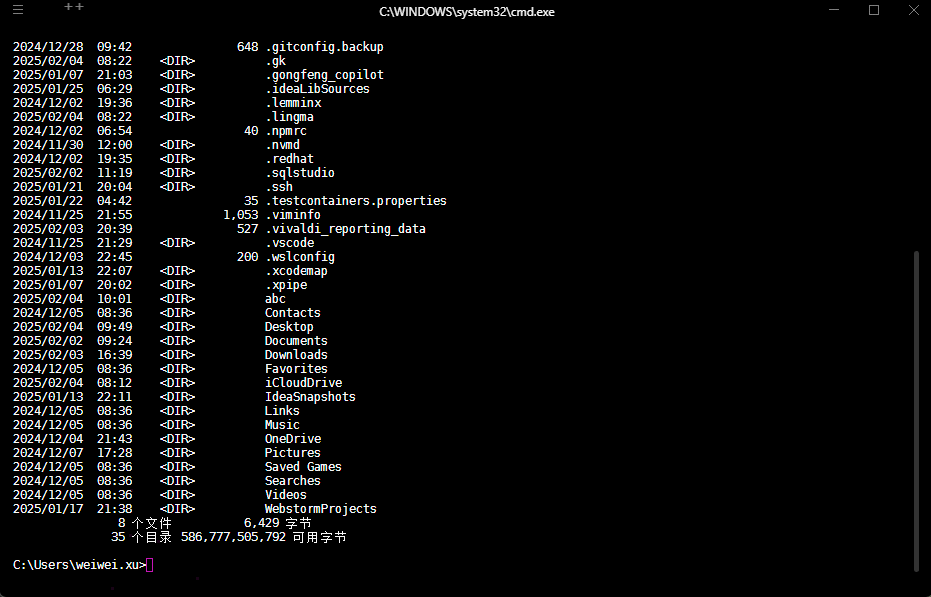 C:\WINDOWS\system32\cmd.exe
2024/12/28  09:42               648 .gitconfig.backup
2025/02/04  08:22    <DIR>          .gk
2025/01/07  21:03    <DIR>          .gongfeng_copilot
2025/01/25  06:29    <DIR>          .ideaLibSources
2024/12/02  19:36    <DIR>          .lemminx
2025/02/04  08:22    <DIR>          .lingma
2024/12/02  06:54                40 .npmrc
2024/11/30  12:00    <DIR>          .nvmd
2024/12/02  19:35    <DIR>          .redhat
2025/02/02  11:19    <DIR>          .sqlstudio
2025/01/21  20:04    <DIR>          .ssh
2025/01/22  04:42                35 .testcontainers.properties
2024/11/25  21:55             1,053 .viminfo
2025/02/03  20:39               527 .vivaldi_reporting_data
2024/11/25  21:29    <DIR>          .vscode
2024/12/03  22:45               200 .wslconfig
2025/01/13  22:07    <DIR>          .xcodemap
2025/01/07  20:02    <DIR>          .xpipe
2025/02/04  10:01    <DIR>          abc
2024/12/05  08:36    <DIR>          Contacts
2025/02/04  09:49    <DIR>          Desktop
2025/02/02  09:24    <DIR>          Documents
2025/02/03  16:39    <DIR>          Downloads
2024/12/05  08:36    <DIR>          Favorites
2025/02/04  08:12    <DIR>          iCloudDrive
2025/01/13  22:11    <DIR>          IdeaSnapshots
2024/12/05  08:36    <DIR>          Links
2024/12/05  08:36    <DIR>          Music
2024/12/04  21:43    <DIR>          OneDrive
2024/12/07  17:28    <DIR>          Pictures
2024/12/05  08:36    <DIR>          Saved Games
2024/12/05  08:36    <DIR>          Searches
2024/12/05  08:36    <DIR>          Videos
2025/01/17  21:38    <DIR>          WebstormProjects
8 个文件          6,429 字节
35 个目录 586,777,505,792 可用字节
C:\Users\weiwei.xu>